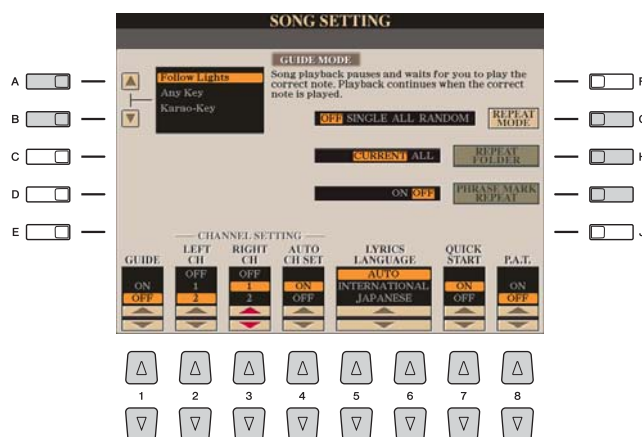 SONG SETTING
GUIDE MODE
Follow Lights
Any Key
Karao-Key
Song playback pauses and waits for you to play the
correct note. Playback continues when the correct
note is played.
OFF SINGLE ALL RANDOM
REPEAT
MODE
CURRENT ALL
REPEAT
FOLDER
ON OFF
PHRASE MARK
REPEAT
A
B
C
D
E
F
G
H
J
CHANNEL SETTING
GUIDE
LEFT
CH
RIGHT
CH
AUTO
CH SET
LYRICS
LANGUAGE
QUICK
START
P.A.T.
ON
OFF
OFF
1
2
OFF
1
2
ON
OFF
AUTO
INTERNATIONAL
JAPANESE
ON
OFF
ON
OFF
1 2 3 4 5 6 7 8